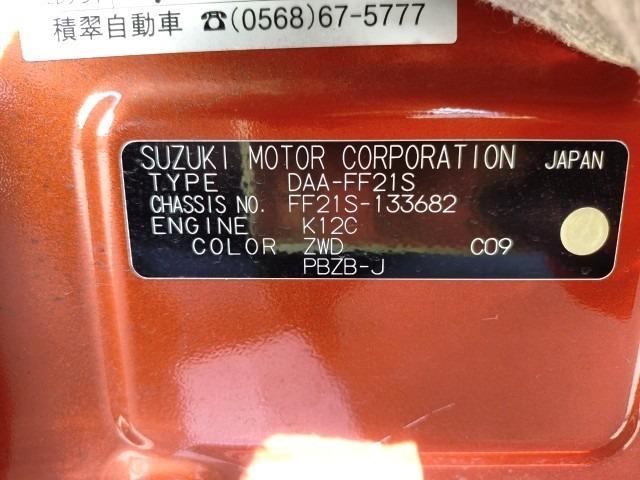 積翠自動車 ☎(0568)67-5777
SUZUKI MOTOR CORPORATION JAPAN
TYPE DAA-FF21S
CHASSIS NO. FF21S-133682
ENGINE K12C
COLOR ZWD C09
PBZB-J